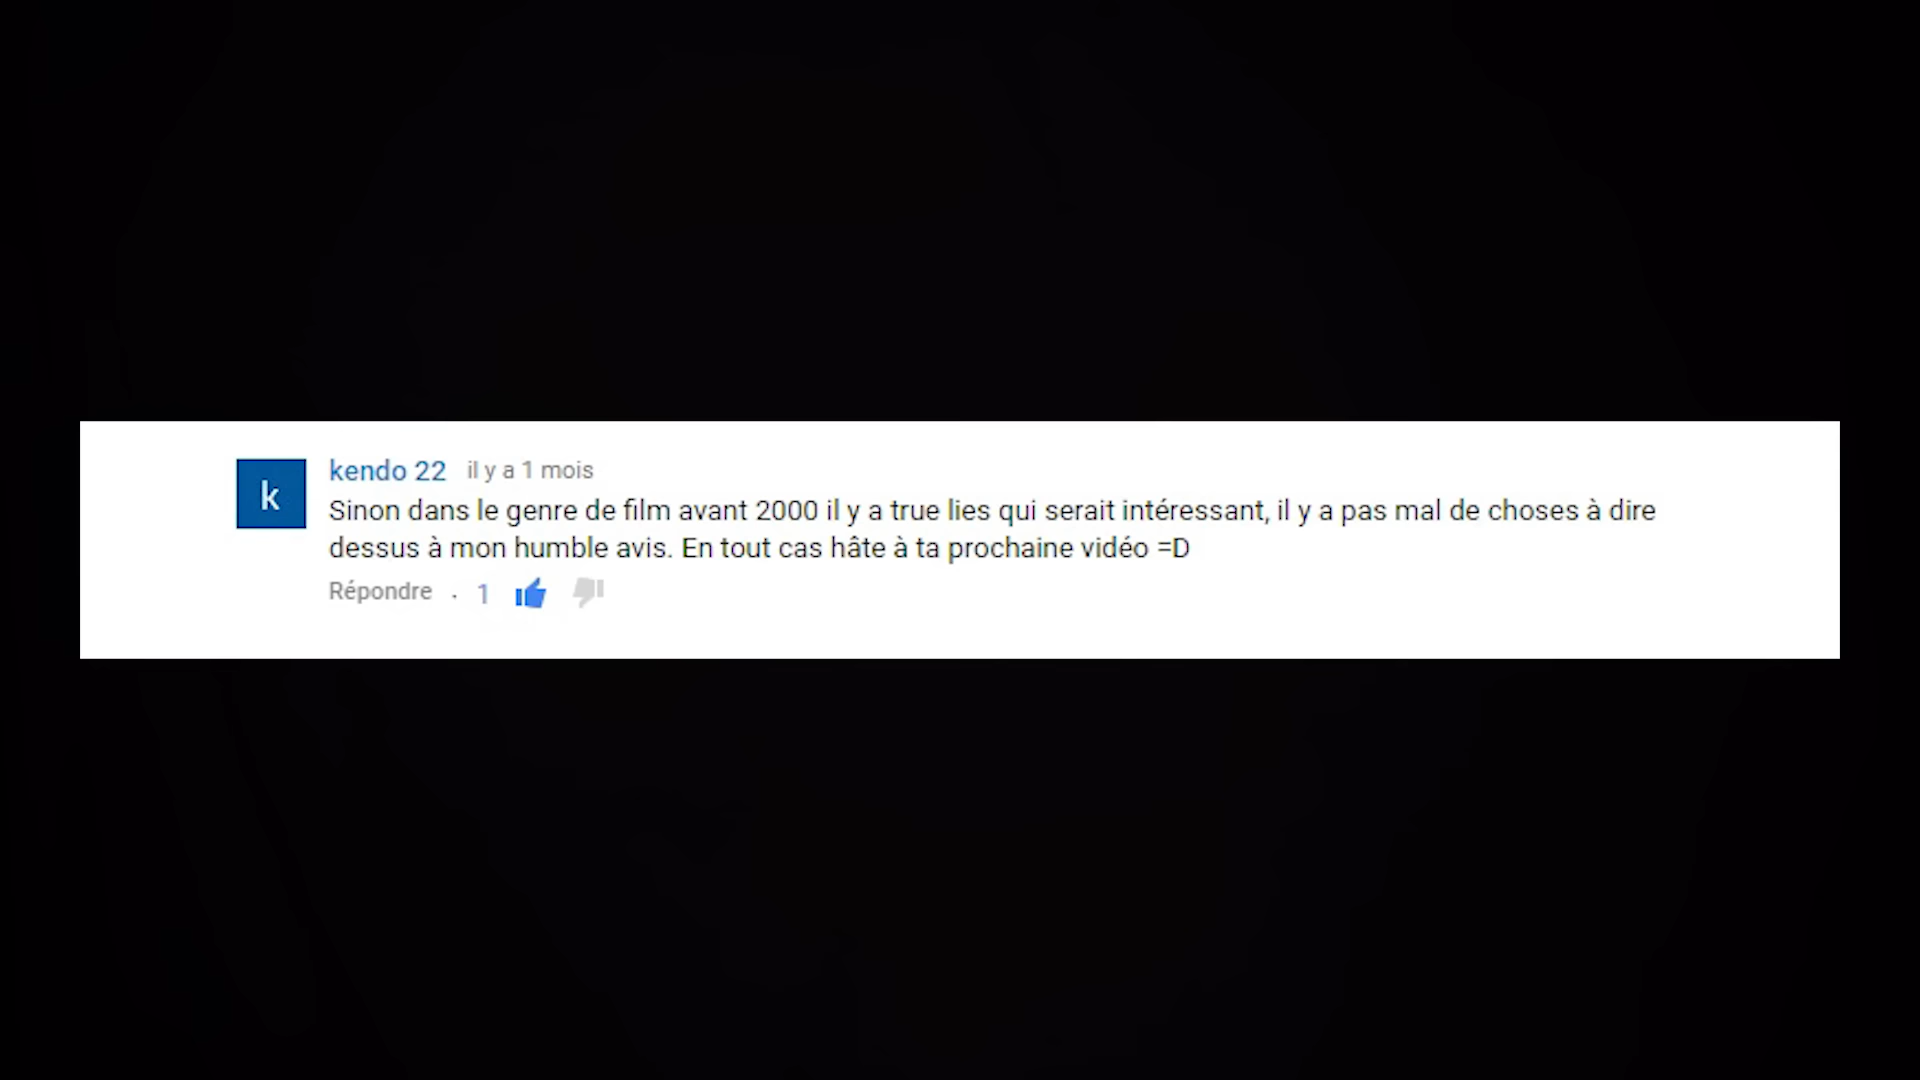 k
kendo 22 il y a 1 mois
Sinon dans le genre de film avant 2000 il y a true lies qui serait intéressant, il y a pas mal de choses à dire
dessus à mon humble avis. En tout cas hâte à ta prochaine vidéo =D
Répondre . 1